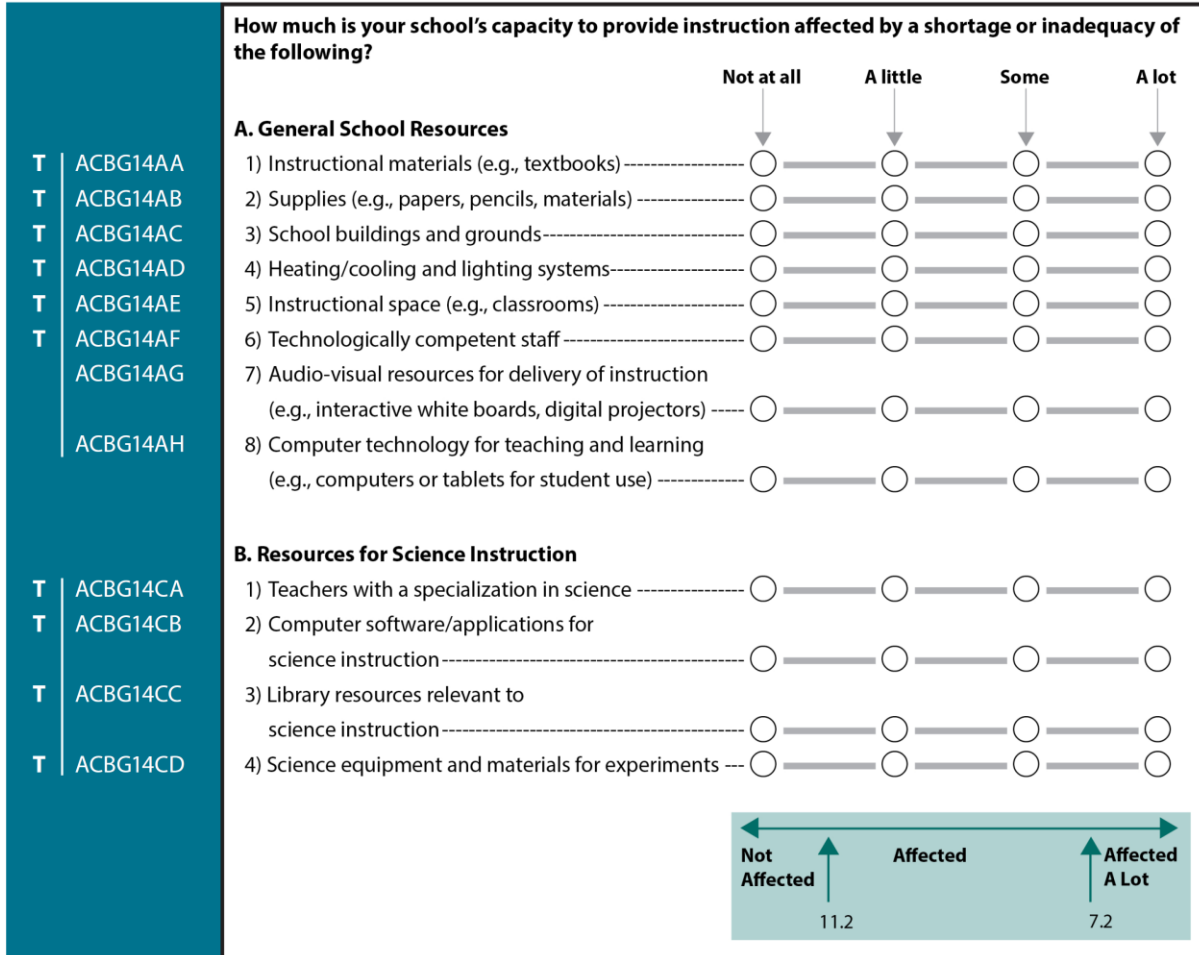 How much is your school's capacity to provide instruction affected by a shortage or inadequacy of
the following?
Not at all A little Some A lot
A. General School Resources
T ACBG14AA 1) Instructional materials (e.g., textbooks)
T ACBG14AB 2) Supplies (e.g., papers, pencils, materials)
T ACBG14AC 3) School buildings and grounds
T ACBG14AD 4) Heating/cooling and lighting systems
T ACBG14AE 5) Instructional space (e.g., classrooms)
T ACBG14AF 6) Technologically competent staff
ACBG14AG 7) Audio-visual resources for delivery of instruction
(e.g., interactive white boards, digital projectors)
ACBG14AH 8) Computer technology for teaching and learning
(e.g., computers or tablets for student use)
B. Resources for Science Instruction
T ACBG14CA 1) Teachers with a specialization in science
T ACBG14CB 2) Computer software/applications for
science instruction
T ACBG14CC 3) Library resources relevant to
science instruction
T ACBG14CD 4) Science equipment and materials for experiments
Not Affected Affected
Affected A Lot
11.2 7.2